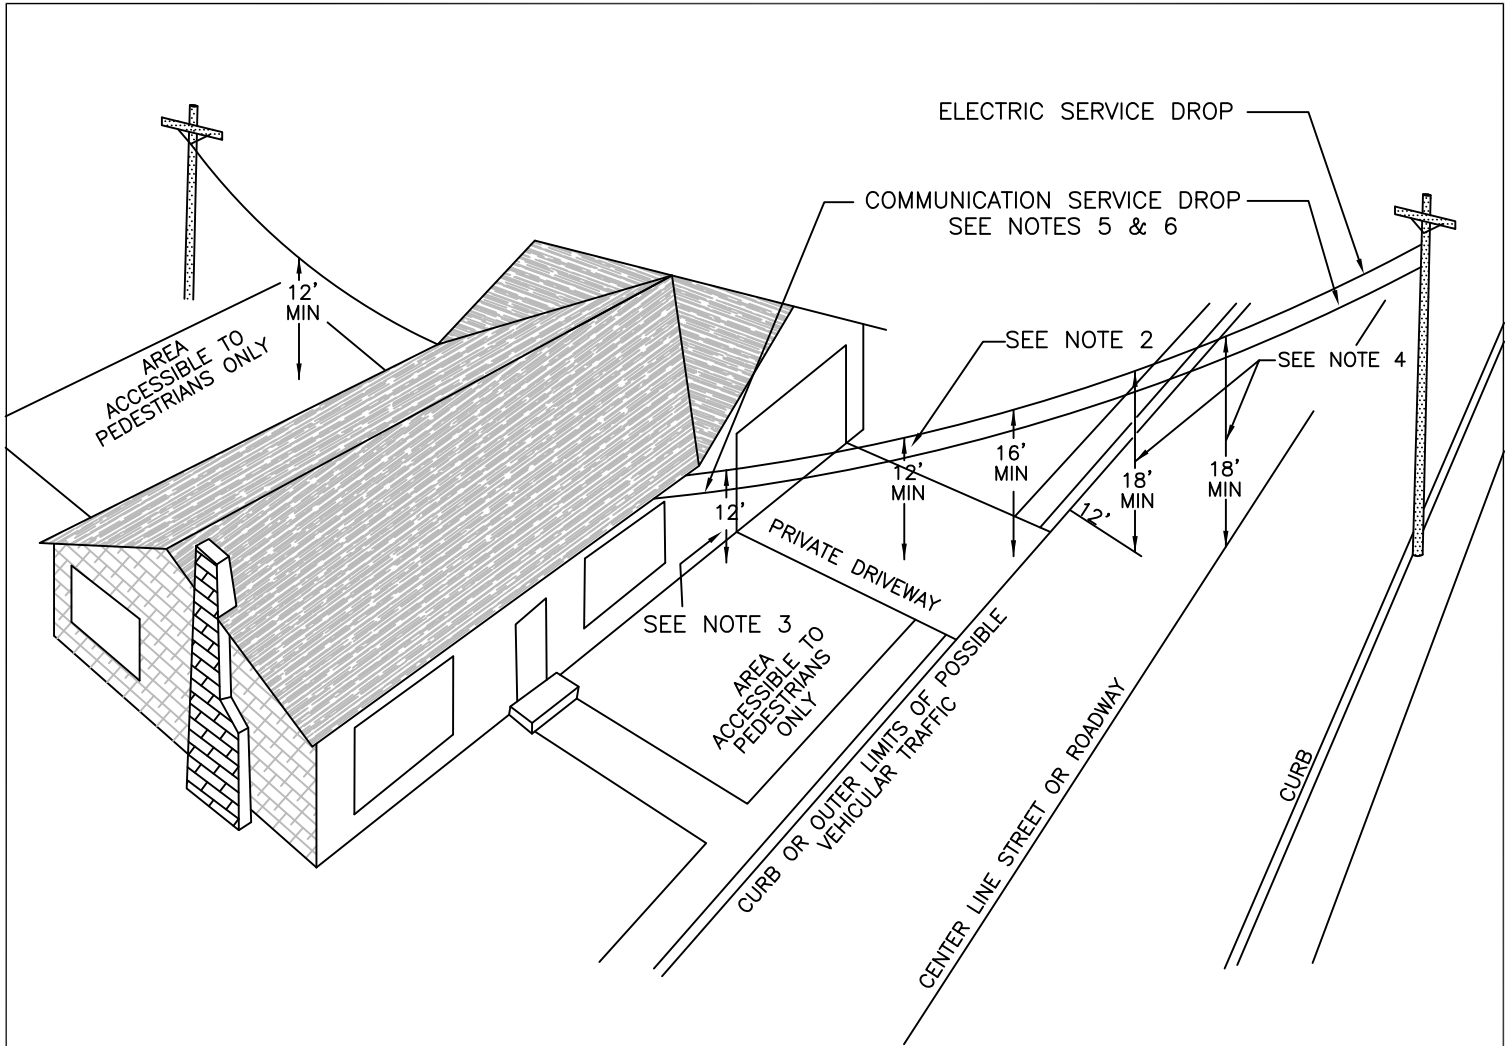 ELECTRIC SERVICE DROP
COMMUNICATION SERVICE DROP
SEE NOTES 5 & 6
12'
MIN
AREA
ACCESSIBLE TO
PEDESTRIANS ONLY
SEE NOTE 2
SEE NOTE 4
12'
12'
MIN
16'
MIN
18'
MIN
18'
MIN
12'
PRIVATE DRIVEWAY
SEE NOTE 3
AREA
ACCESSIBLE TO
PEDESTRIANS
ONLY
CURB OR OUTER LIMITS OF POSSIBLE
VEHICULAR TRAFFIC
CENTER LINE STREET OR ROADWAY
CURB